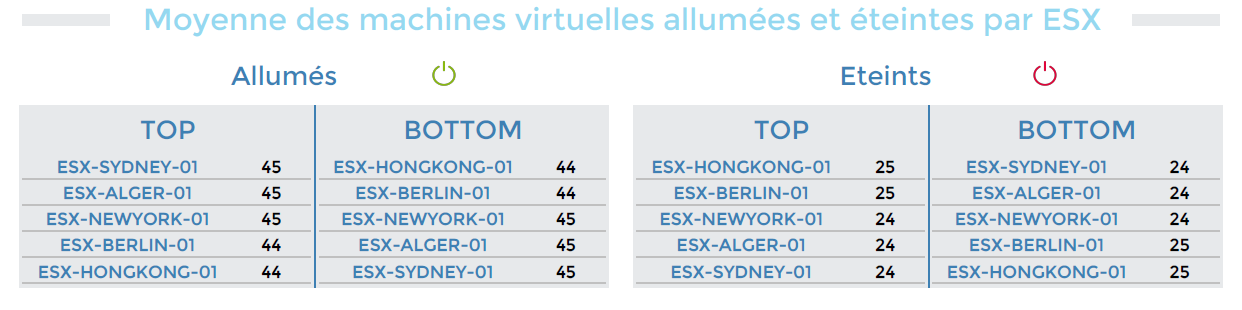 Moyenne des machines virtuelles allumées et éteintes par ESX
Allumés
TOP BOTTOM
ESX-SYDNEY-01 45 ESX-HONGKONG-01 44
ESX-ALGER-01 45 ESX-BERLIN-01 44
ESX-NEWYORK-01 45 ESX-NEWYORK-01 45
ESX-BERLIN-01 44 ESX-ALGER-01 45
ESX-HONGKONG-01 44 ESX-SYDNEY-01 45
Eteints
TOP BOTTOM
ESX-HONGKONG-01 25 ESX-SYDNEY-01 24
ESX-BERLIN-01 25 ESX-ALGER-01 24
ESX-NEWYORK-01 24 ESX-NEWYORK-01 24
ESX-ALGER-01 24 ESX-BERLIN-01 25
ESX-SYDNEY-01 24 ESX-HONGKONG-01 25